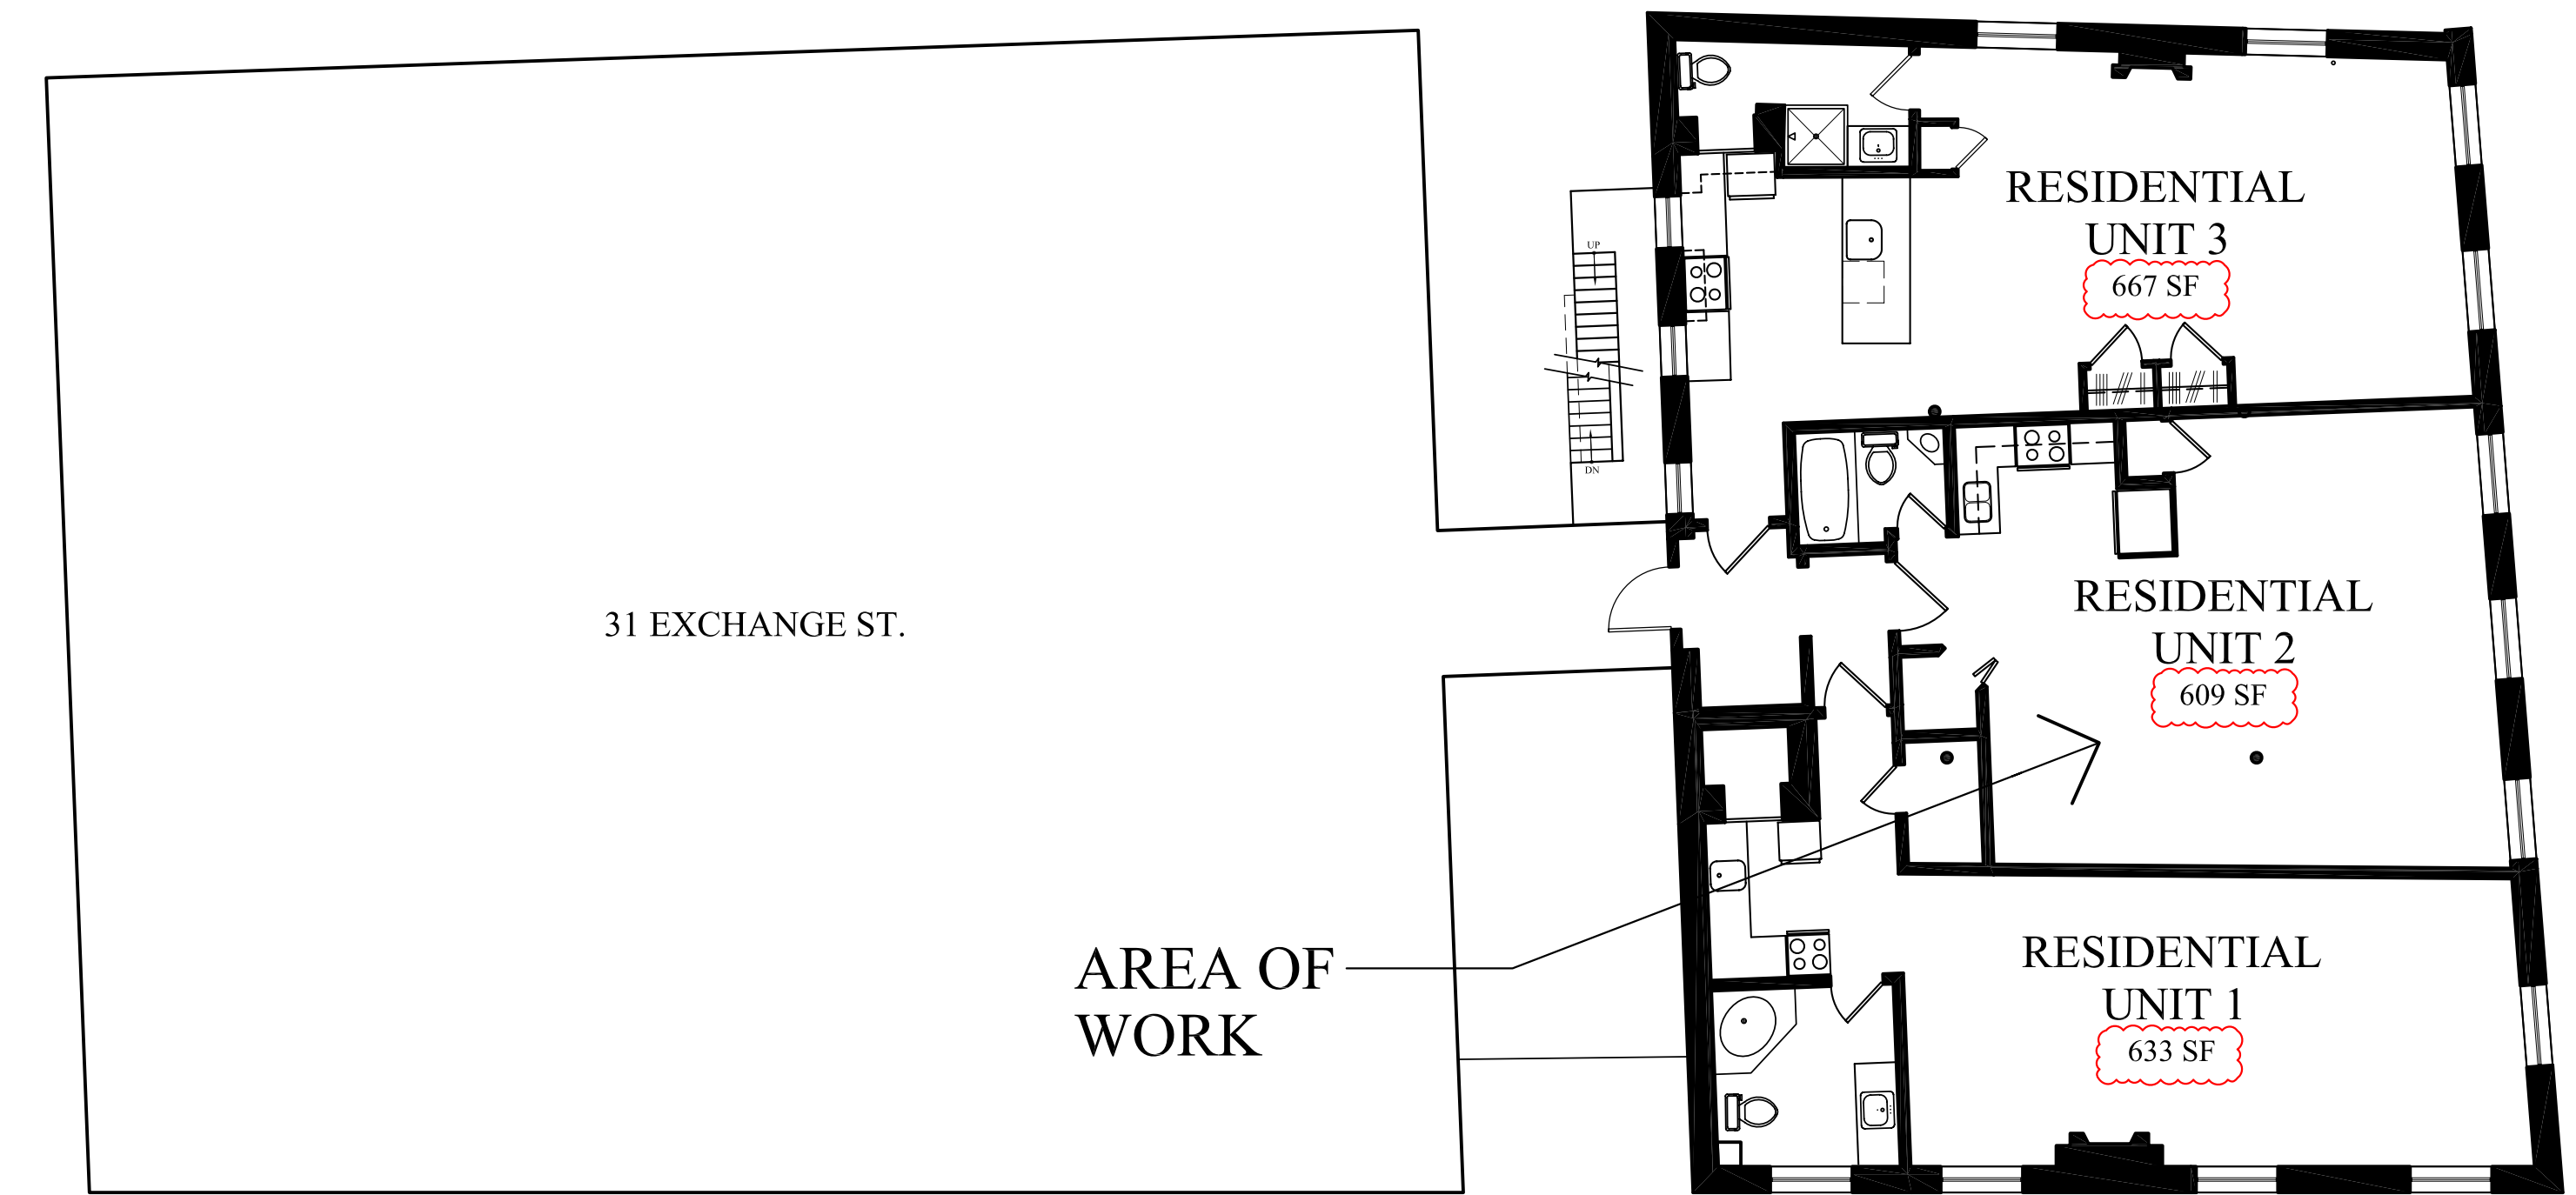 RESIDENTIAL
UNIT 3
667 SF
UP
DN
31 EXCHANGE ST.
RESIDENTIAL
UNIT 2
609 SF
AREA OF
WORK
RESIDENTIAL
UNIT 1
633 SF